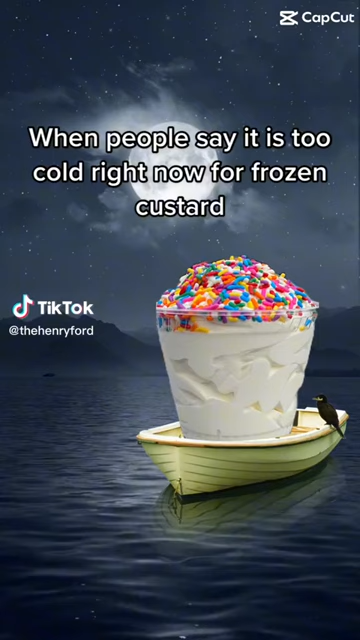 CapCut
When people say it is too
cold right now for frozen
custard
TikTok
@thehenryford